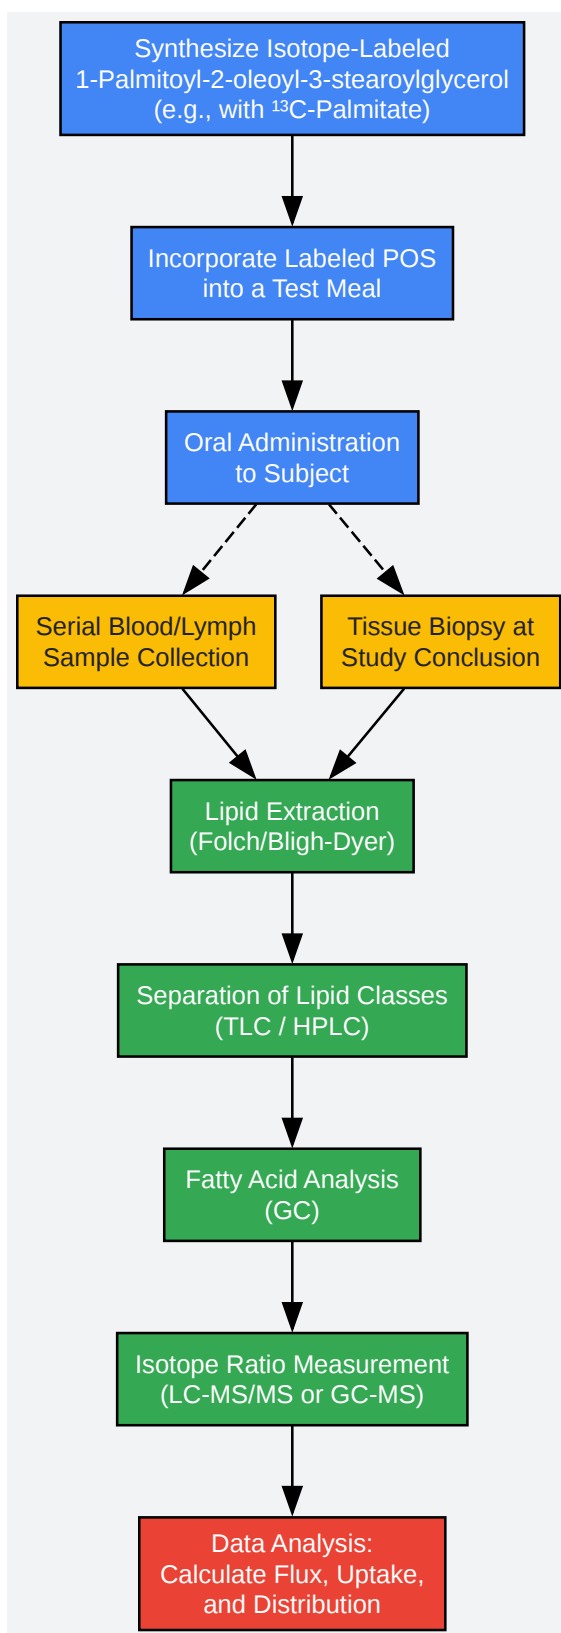 Synthesize Isotope-Labeled
1-Palmitoyl-2-oleoyl-3-stearoylglycerol
(e.g., with ¹³C-Palmitate)
Incorporate Labeled POS
into a Test Meal
Oral Administration
to Subject
Serial Blood/Lymph
Sample Collection
Tissue Biopsy at
Study Conclusion
Lipid Extraction
(Folch/Bligh-Dyer)
Separation of Lipid Classes
(TLC / HPLC)
Fatty Acid Analysis
(GC)
Isotope Ratio Measurement
(LC-MS/MS or GC-MS)
Data Analysis:
Calculate Flux, Uptake,
and Distribution